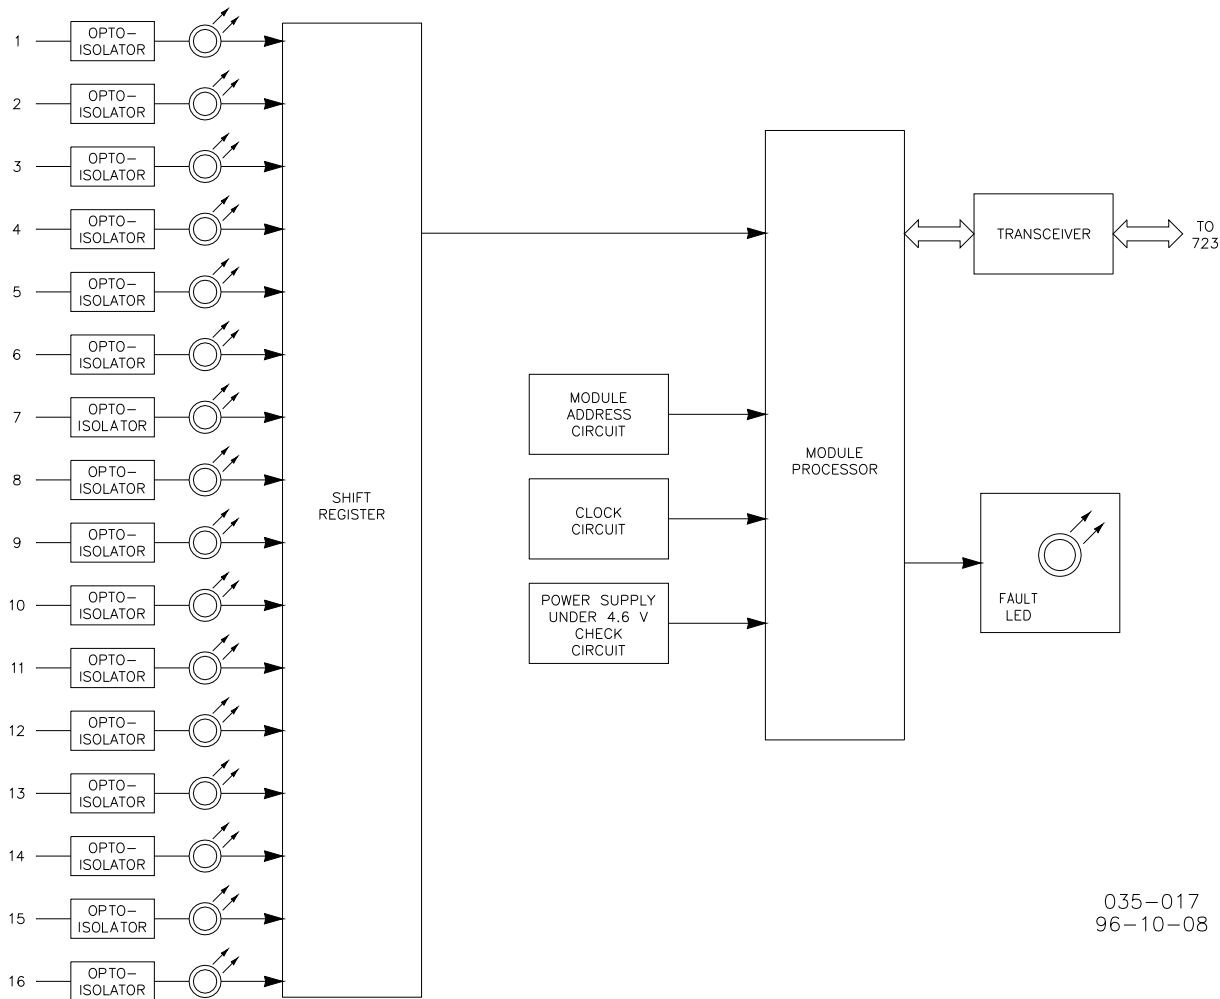 1
OPTO-
ISOLATOR
2
OPTO-
ISOLATOR
3
OPTO-
ISOLATOR
4
OPTO-
ISOLATOR
5
OPTO-
ISOLATOR
6
OPTO-
ISOLATOR
7
OPTO-
ISOLATOR
8
OPTO-
ISOLATOR
9
OPTO-
ISOLATOR
10
OPTO-
ISOLATOR
11
OPTO-
ISOLATOR
12
OPTO-
ISOLATOR
13
OPTO-
ISOLATOR
14
OPTO-
ISOLATOR
15
OPTO-
ISOLATOR
16
OPTO-
ISOLATOR
SHIFT
REGISTER
MODULE
ADDRESS
CIRCUIT
CLOCK
CIRCUIT
POWER SUPPLY
UNDER 4.6 V
CHECK
CIRCUIT
MODULE
PROCESSOR
TRANSCEIVER
TO
723
FAULT
LED
035-017
96-10-08